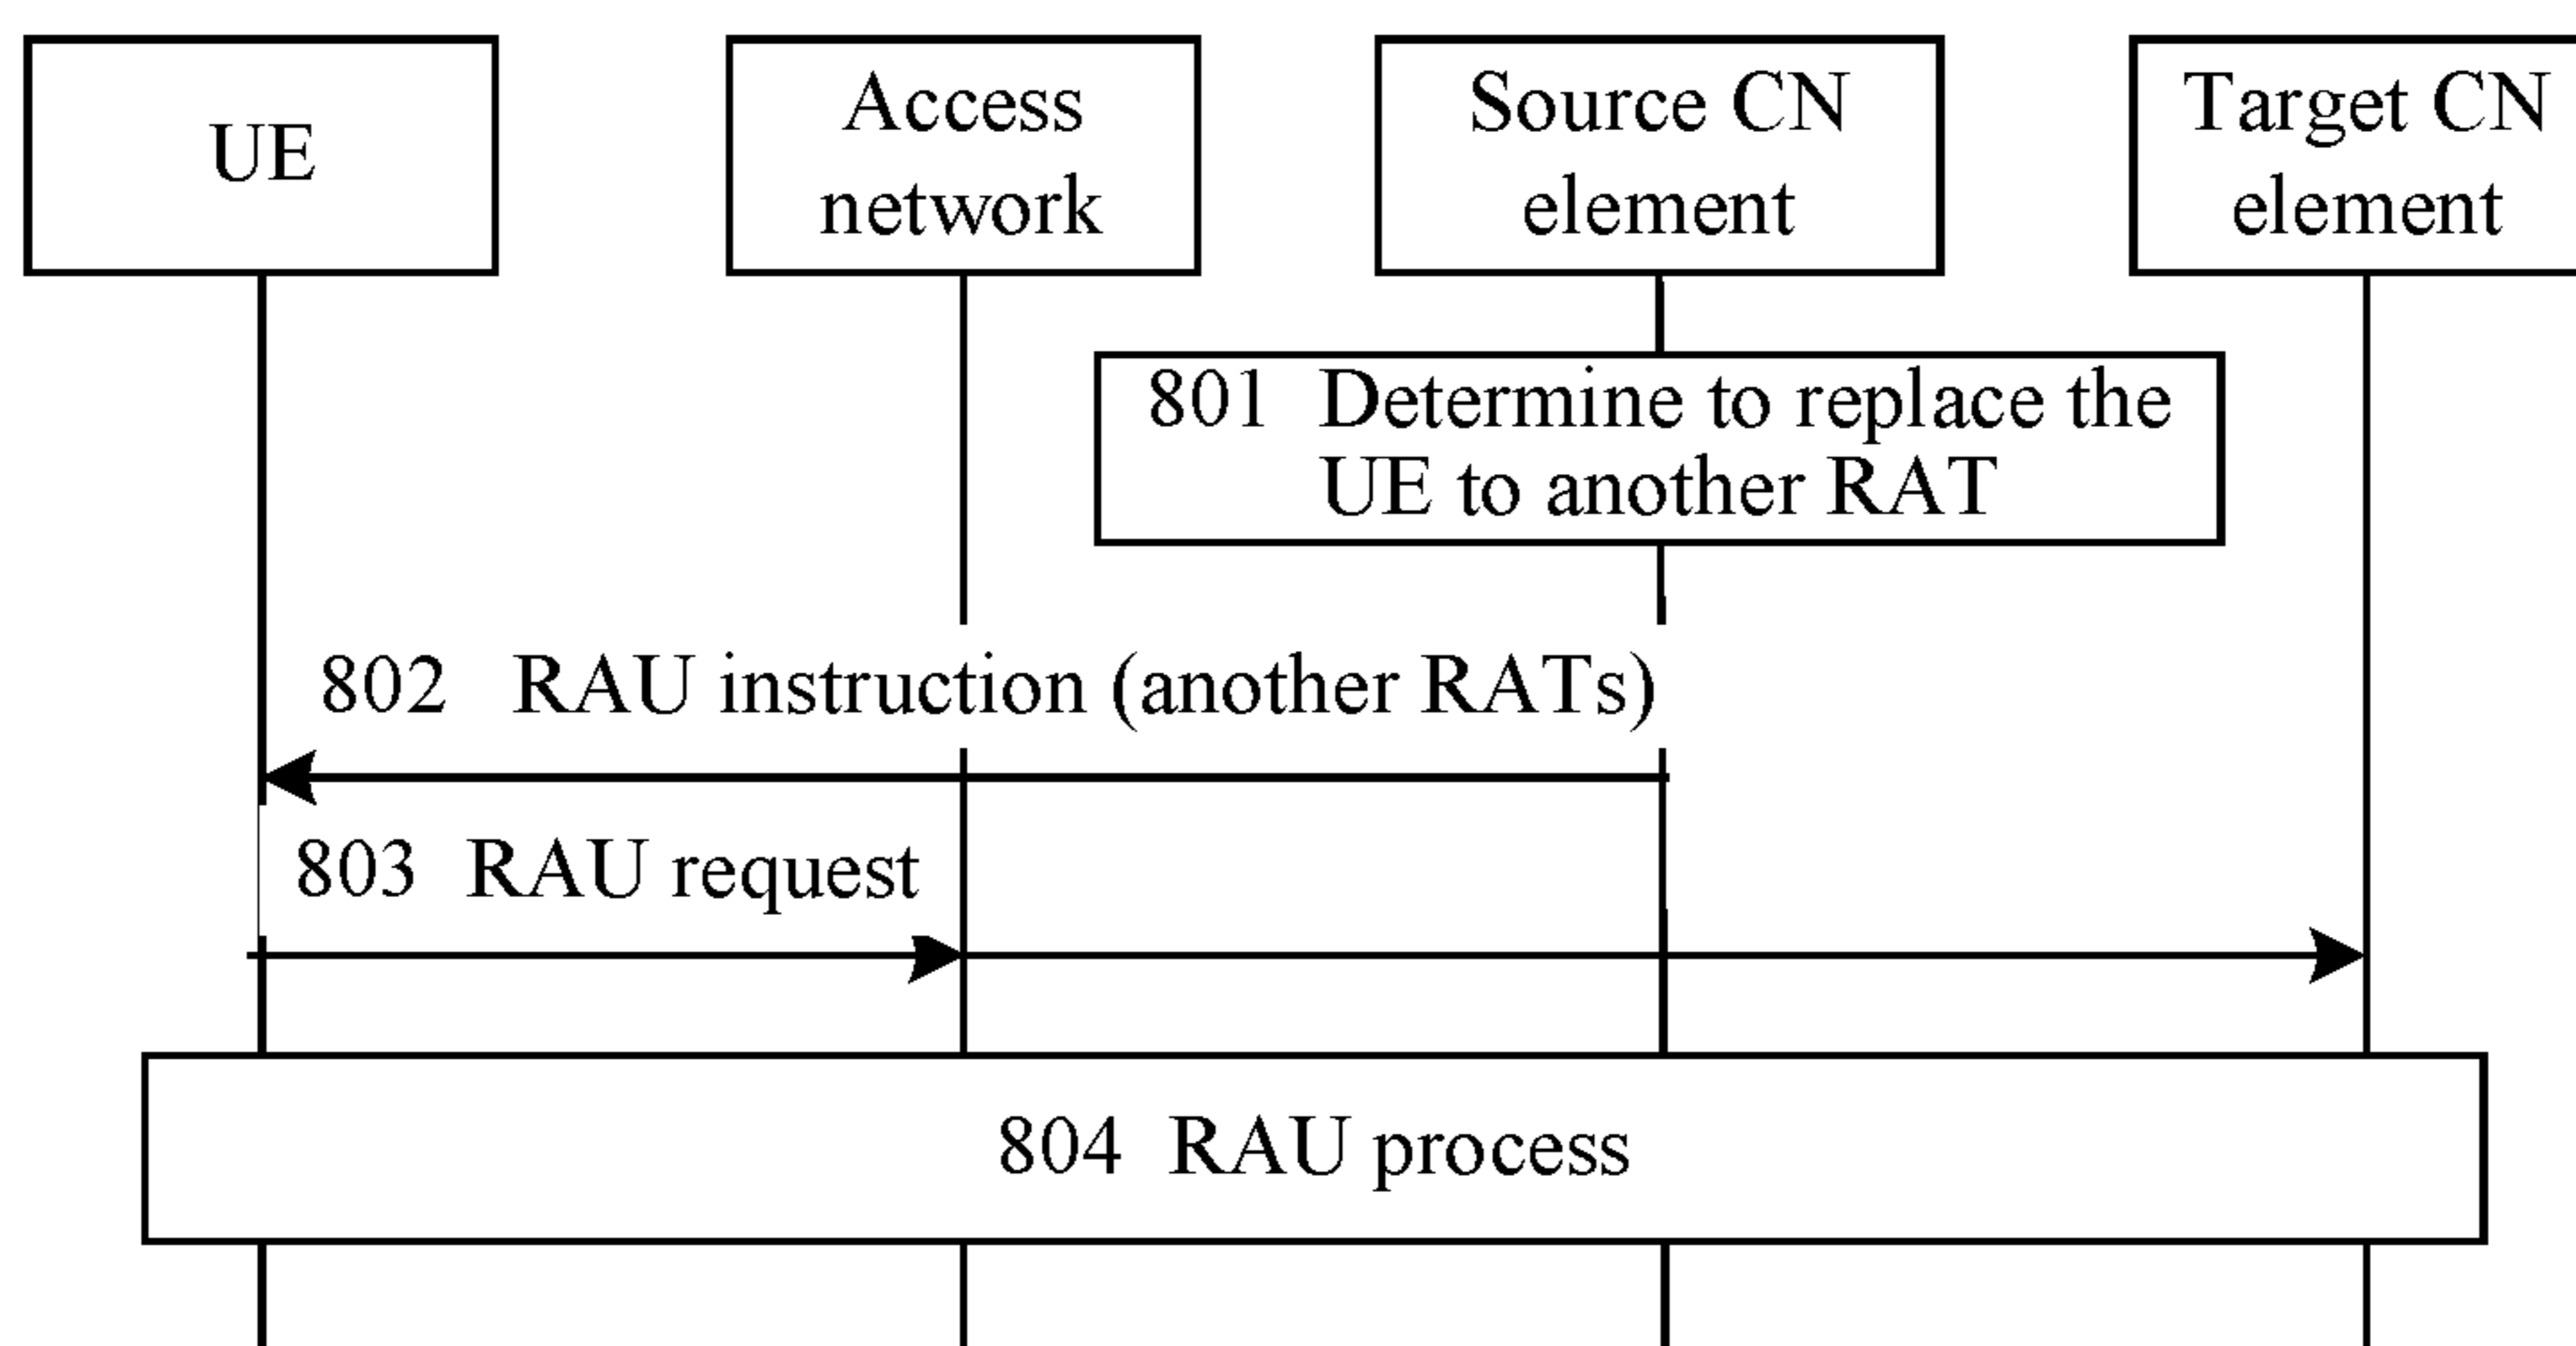 UE
Access
network
Source CN
element
Target CN
element
801 Determine to replace the
UE to another RAT
802 RAU instruction (another RATs)
803 RAU request
804 RAU process